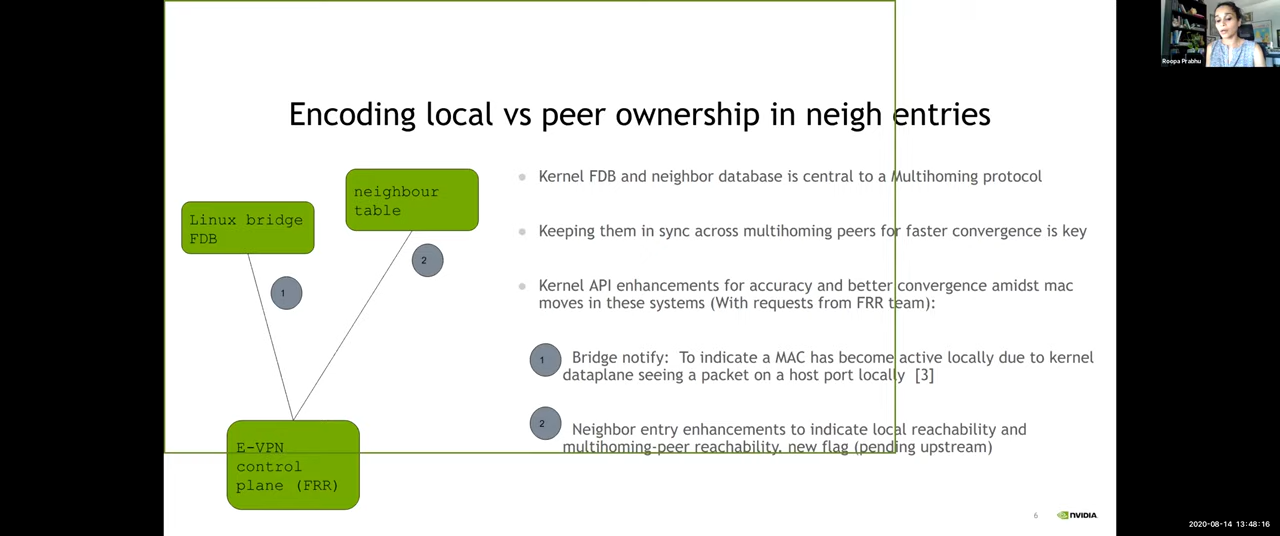 Roopa Prabhu
Encoding local vs peer ownership in neigh entries
neighbour
table
Linux bridge
FDB
2
1
E-VPN
control
plane (FRR)
Kernel FDB and neighbor database is central to a Multihoming protocol
Keeping them in sync across multihoming peers for faster convergence is key
Kernel API enhancements for accuracy and better convergence amidst mac
moves in these systems (With requests from FRR team):
1 Bridge notify: To indicate a MAC has become active locally due to kernel
dataplane seeing a packet on a host port locally [3]
2 Neighbor entry enhancements to indicate local reachability and
multihoming-peer reachability. new flag (pending upstream)
6
NVIDIA
2020-08-14 13:48:16